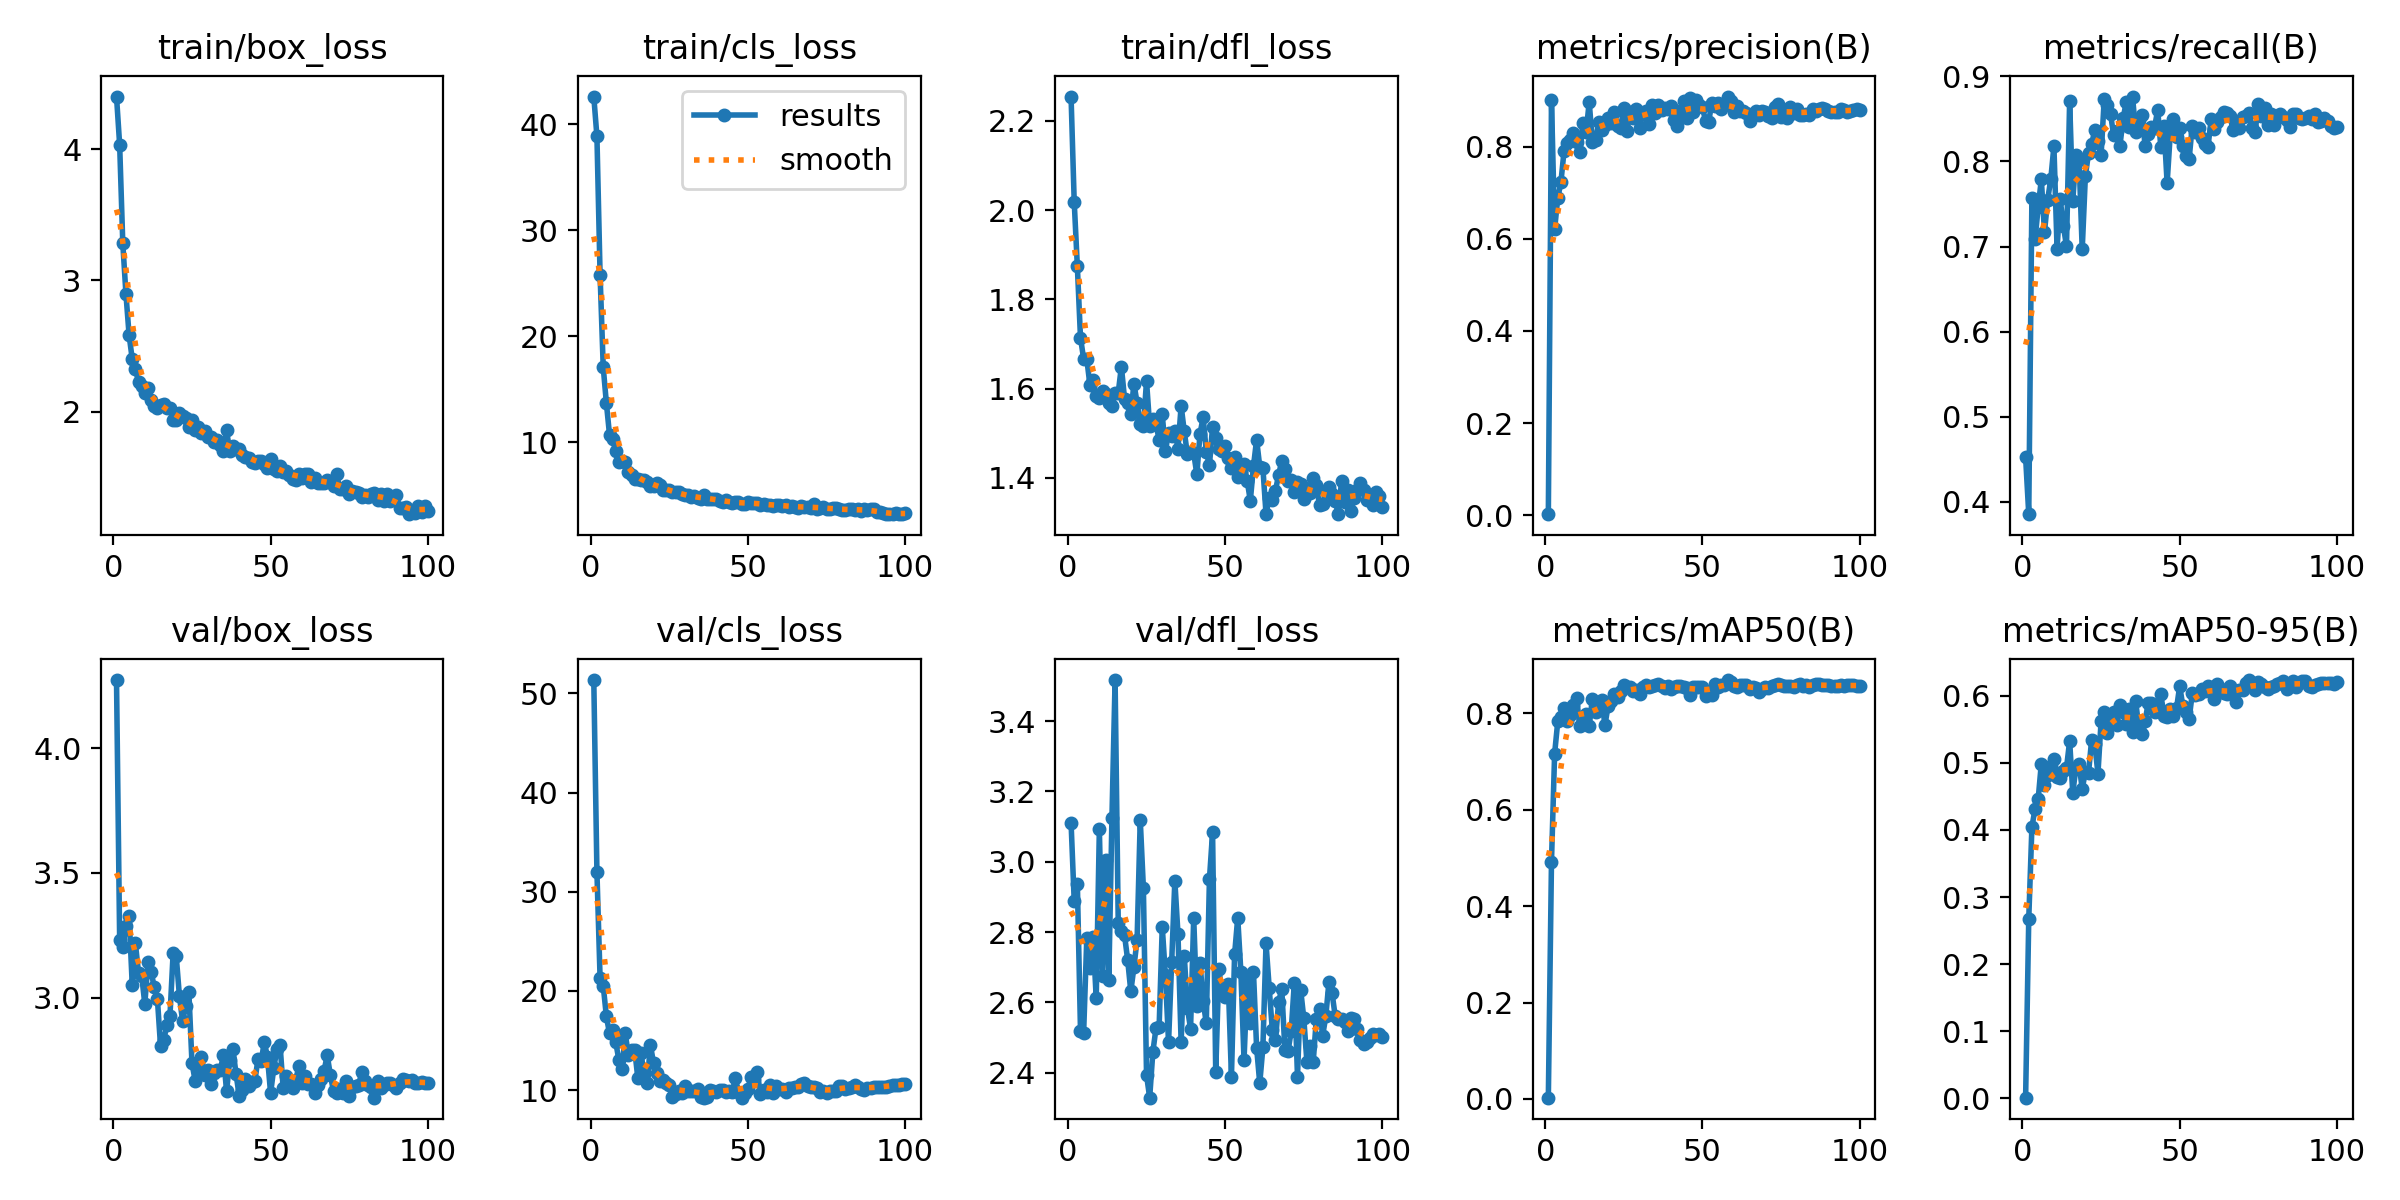 train/box_loss
4
3
2
0 50 100
train/cls_loss
results
smooth
40
30
20
10
0 50 100
train/dfl_loss
2.2
2.0
1.8
1.6
1.4
0 50 100
metrics/precision(B)
0.8
0.6
0.4
0.2
0.0
0 50 100
metrics/recall(B)
0.9
0.8
0.7
0.6
0.5
0.4
0 50 100
val/box_loss
4.0
3.5
3.0
0 50 100
val/cls_loss
50
40
30
20
10
0 50 100
val/dfl_loss
3.4
3.2
3.0
2.8
2.6
2.4
0 50 100
metrics/mAP50(B)
0.8
0.6
0.4
0.2
0.0
0 50 100
metrics/mAP50-95(B)
0.6
0.5
0.4
0.3
0.2
0.1
0.0
0 50 100